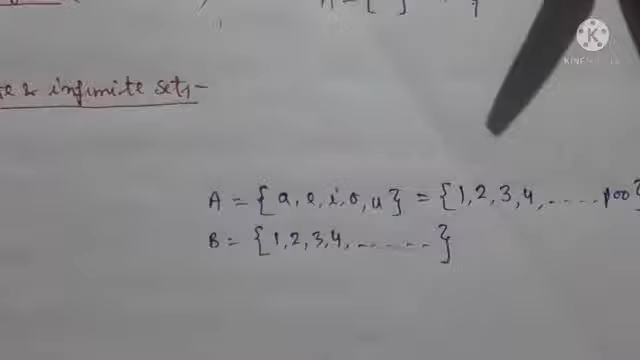 & infinite sets-
A = {a, e, i, o, u} = {1, 2, 3, 4, ..... 100}
B = {1, 2, 3, 4, ........}